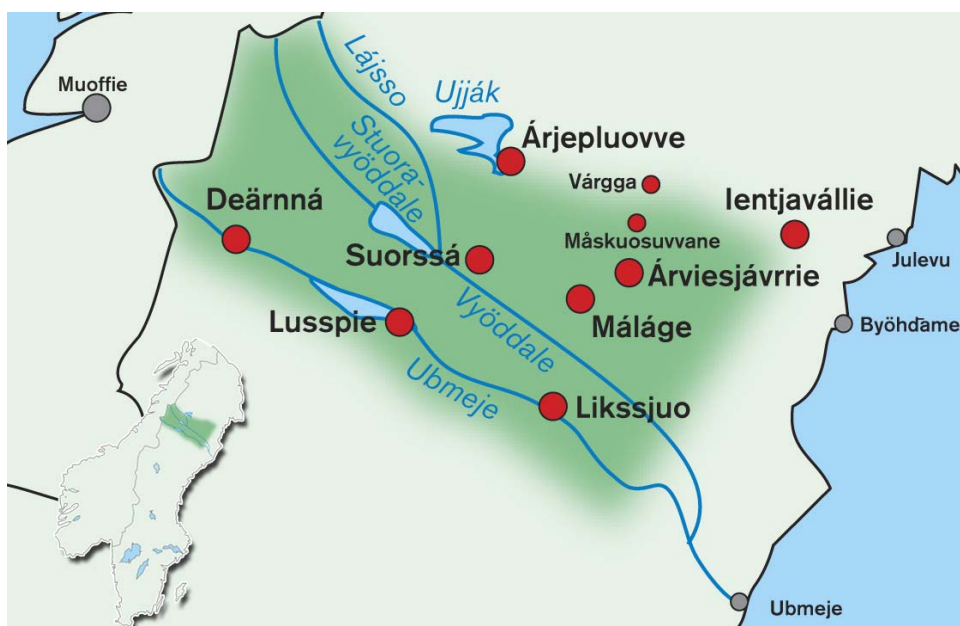 Muoffie
Lájsso
Ujják
Stuora-
vyöddale
Árjepluovve
Várgga
Deärnná
Ientjavállie
Måskuosuvvane
Julevu
Suorssá
Árviesjávrrie
Máláge
Lusspie
Vyöddale
Byöhđame
Ubmeje
Likssjuo
Ubmeje